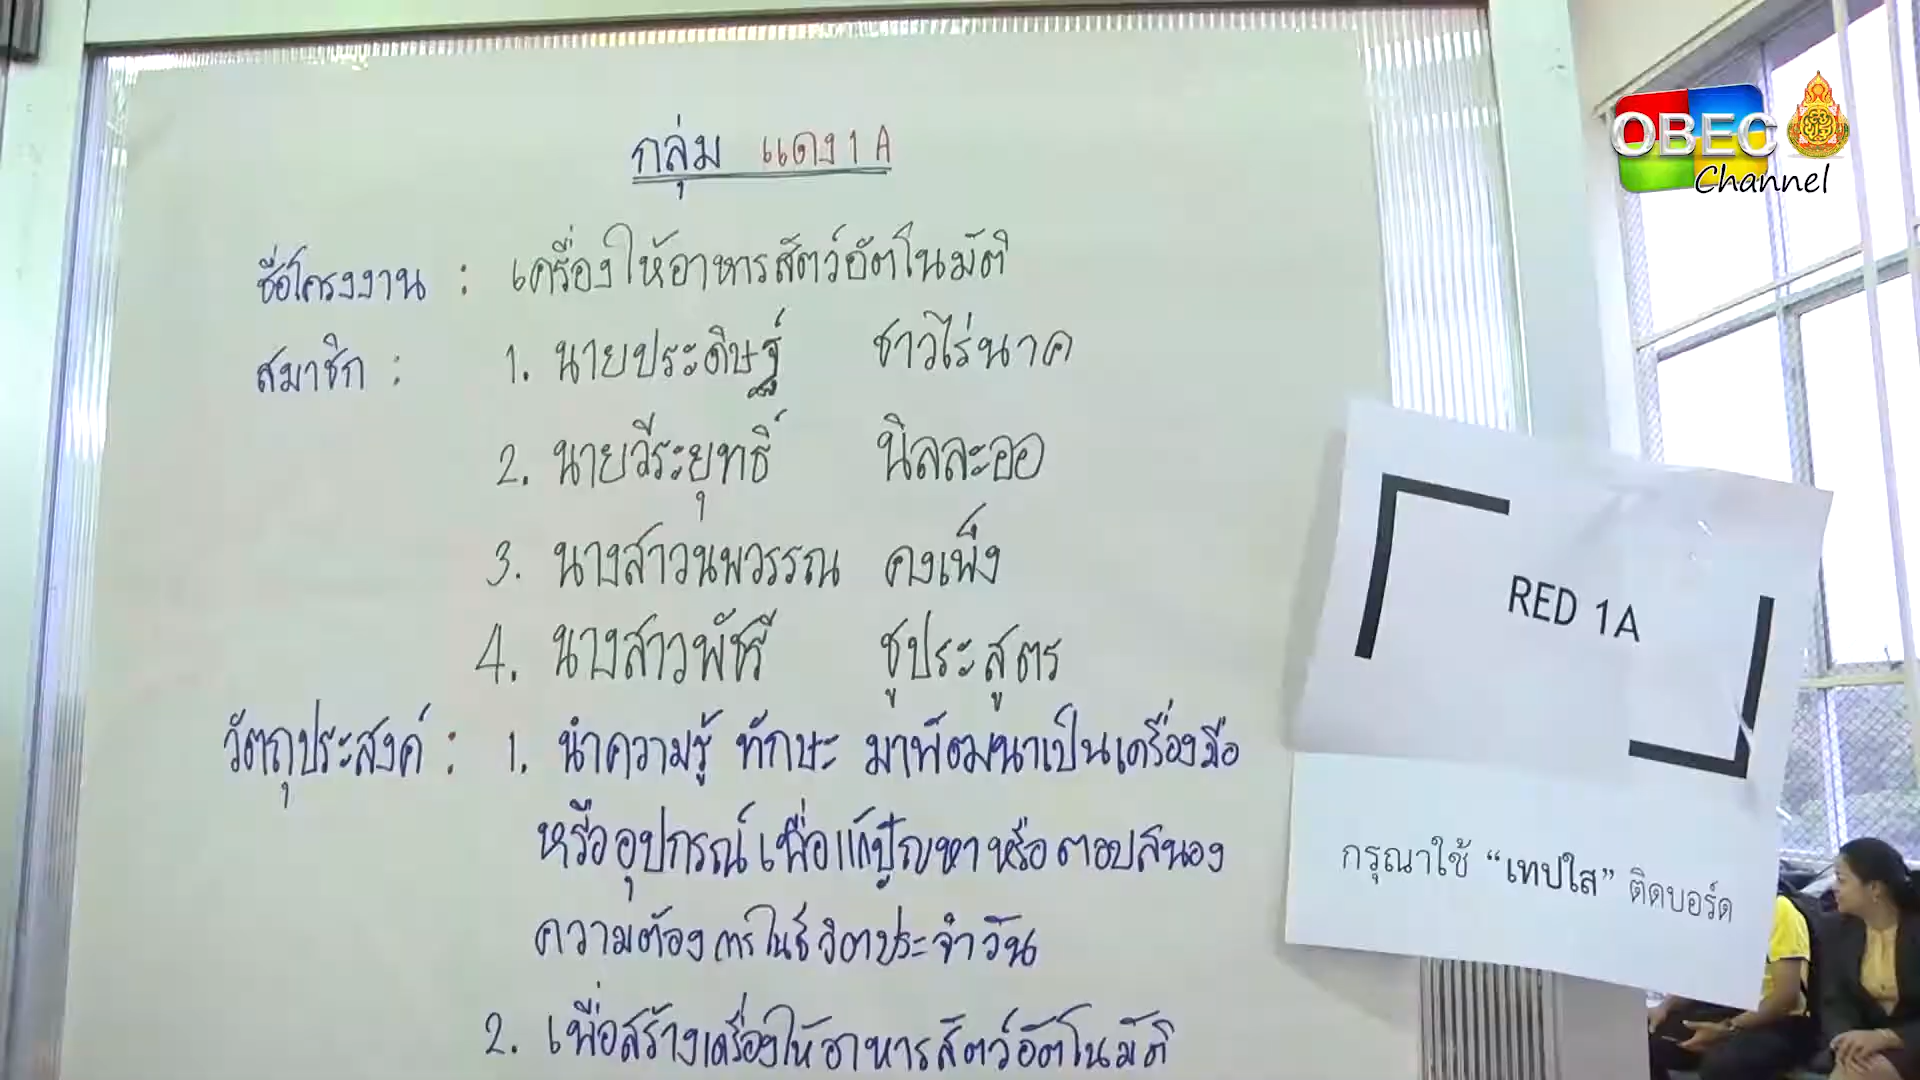 กลุ่ม แดง 1 A
ชื่อโครงงาน : เครื่องให้อาหารสัตว์อัตโนมัติ
สมาชิก : 1. นายประดิษฐ์ ชาวไร่นาค
2. นายวีระยุทธิ์ นิลละออ
3. นางสาวนพวรรณ คงเพ็ง
4. นางสาวพัชรี ชูประสูตร
วัตถุประสงค์ : 1. นำความรู้ ทักษะ มาพัฒนาเป็นเครื่องมือ
หรืออุปกรณ์ เพื่อแก้ปัญหา หรือ ตอบสนอง
ความต้องการในชีวิตประจำวัน
2. เพื่อสร้างเครื่องให้อาหารสัตว์อัตโนมัติ
RED 1A
กรุณาใช้ “เทปใส” ติดบอร์ด
OBEC
Channel